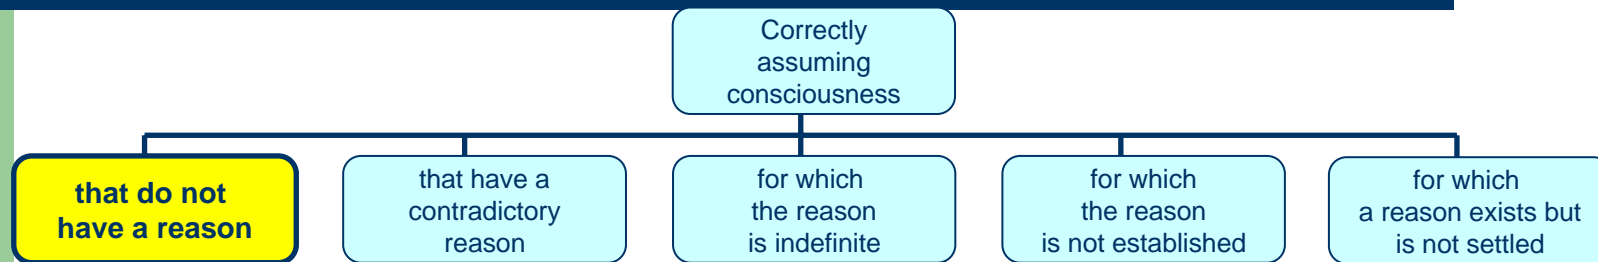 Correctly
assuming
consciousness
that do not
have a reason
that have a
contradictory
reason
for which
the reason
is indefinite
for which
the reason
is not established
for which
a reason exists but
is not settled